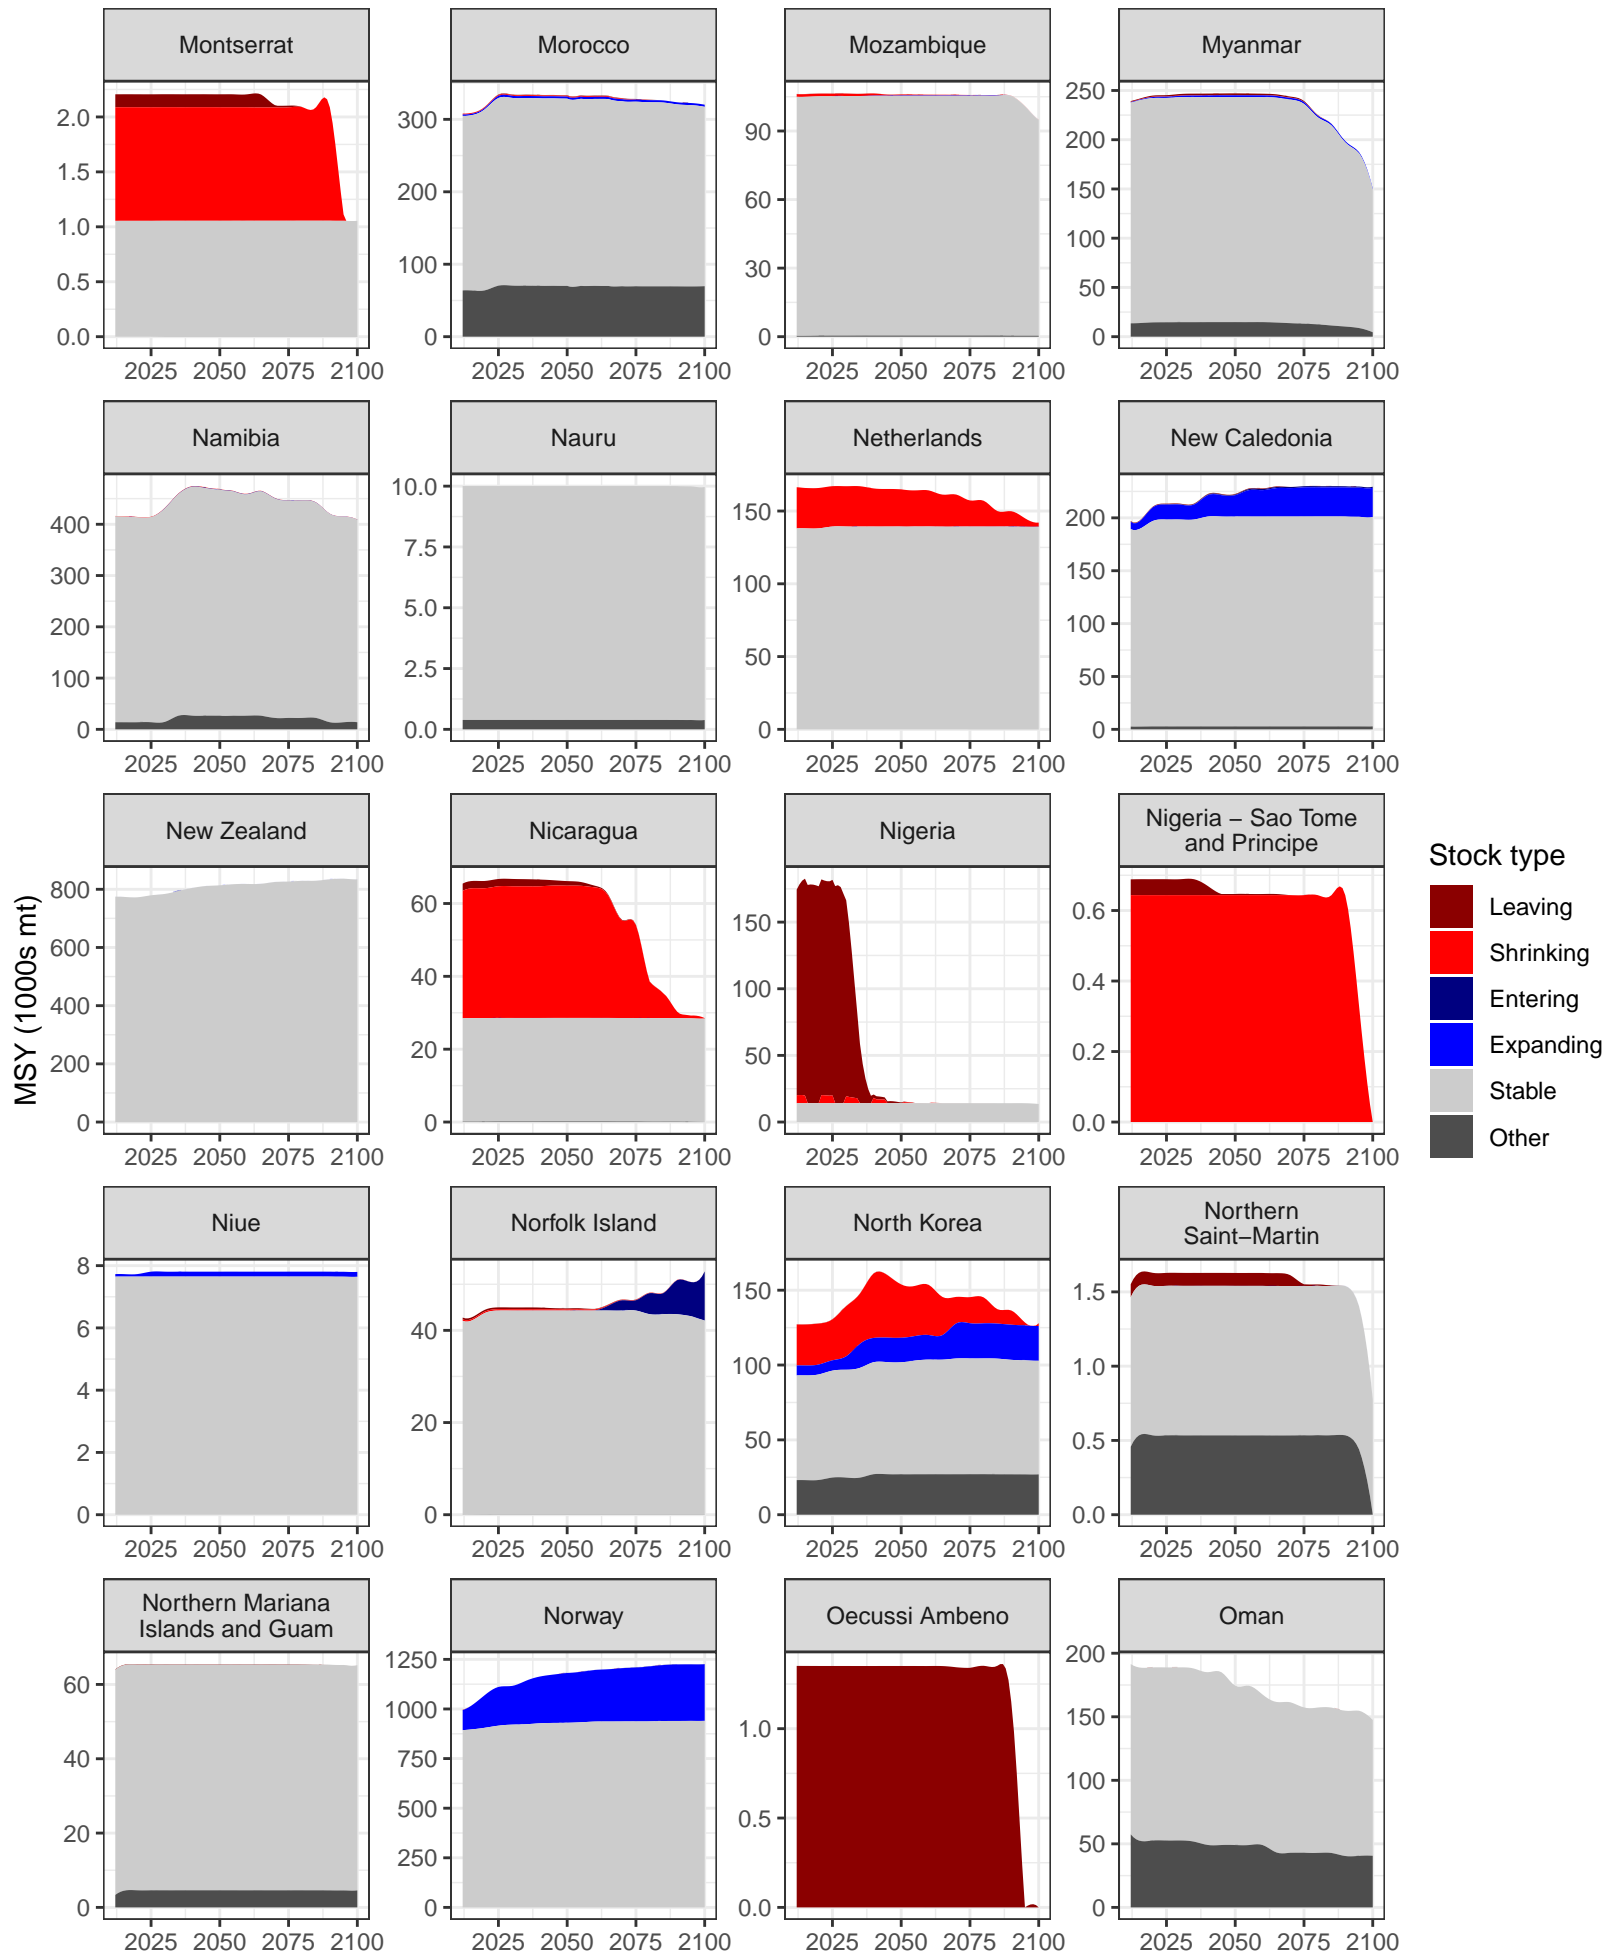 Montserrat
Morocco
Mozambique
Myanmar
2.0
1.5
1.0
0.5
0.0
300
200
100
0
90
60
30
0
250
200
150
100
50
0
2025 2050 2075 2100
2025 2050 2075 2100
2025 2050 2075 2100
2025 2050 2075 2100
Namibia
Nauru
Netherlands
New Caledonia
400
300
200
100
0
10.0
7.5
5.0
2.5
0.0
150
100
50
0
200
150
100
50
0
2025 2050 2075 2100
2025 2050 2075 2100
2025 2050 2075 2100
2025 2050 2075 2100
MSY (1000s mt)
New Zealand
Nicaragua
Nigeria
Nigeria − Sao Tome
and Principe
800
600
400
200
0
60
40
20
0
150
100
50
0
0.6
0.4
0.2
0.0
2025 2050 2075 2100
2025 2050 2075 2100
2025 2050 2075 2100
2025 2050 2075 2100
Stock type
Leaving
Shrinking
Entering
Expanding
Stable
Other
Niue
Norfolk Island
North Korea
Northern
Saint−Martin
8
6
4
2
0
40
20
0
150
100
50
0
1.5
1.0
0.5
0.0
2025 2050 2075 2100
2025 2050 2075 2100
2025 2050 2075 2100
2025 2050 2075 2100
Northern Mariana
Islands and Guam
Norway
Oecussi Ambeno
Oman
60
40
20
0
1250
1000
750
500
250
0
1.0
0.5
0.0
200
150
100
50
0
2025 2050 2075 2100
2025 2050 2075 2100
2025 2050 2075 2100
2025 2050 2075 2100